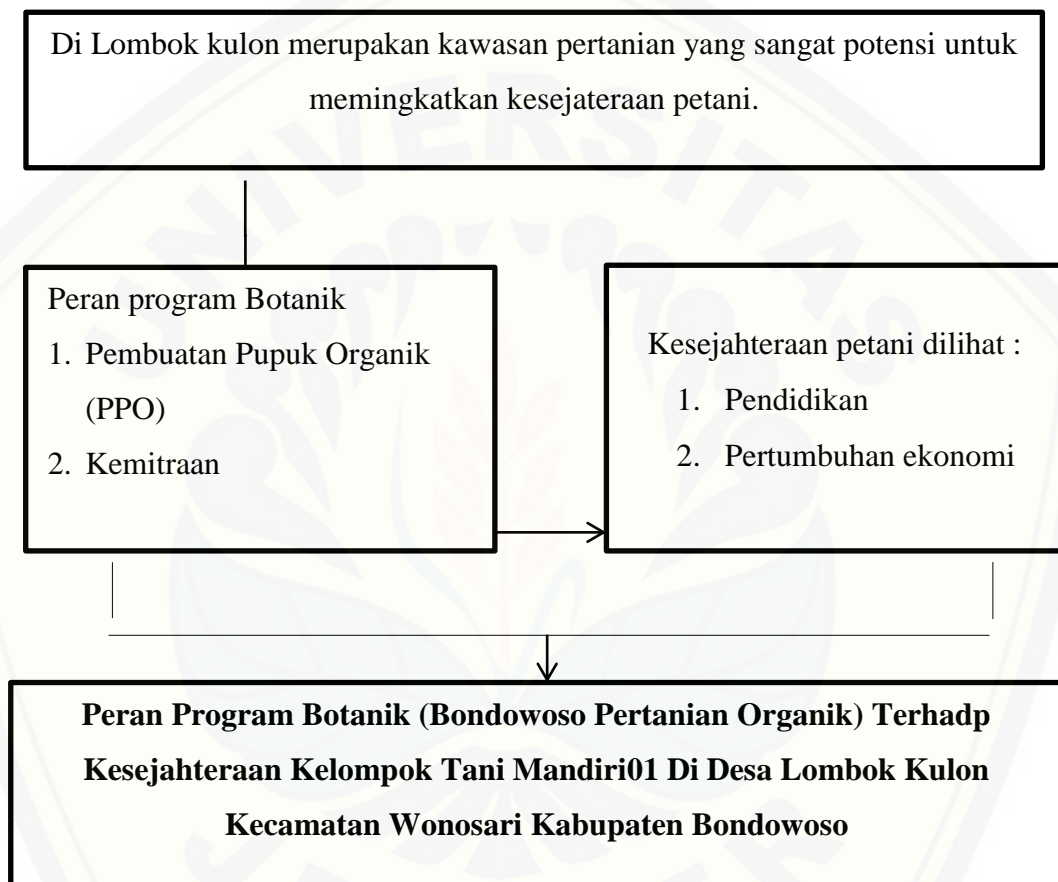 Di Lombok kulon merupakan kawasan pertanian yang sangat potensi untuk
memingkatkan kesejateraan petani.
Peran program Botanik
1. Pembuatan Pupuk Organik
(PPO)
2. Kemitraan
Kesejahteraan petani dilihat :
1. Pendidikan
2. Pertumbuhan ekonomi
Peran Program Botanik (Bondowoso Pertanian Organik) Terhadp
Kesejahteraan Kelompok Tani Mandiri01 Di Desa Lombok Kulon
Kecamatan Wonosari Kabupaten Bondowoso
UNIVERSITAS